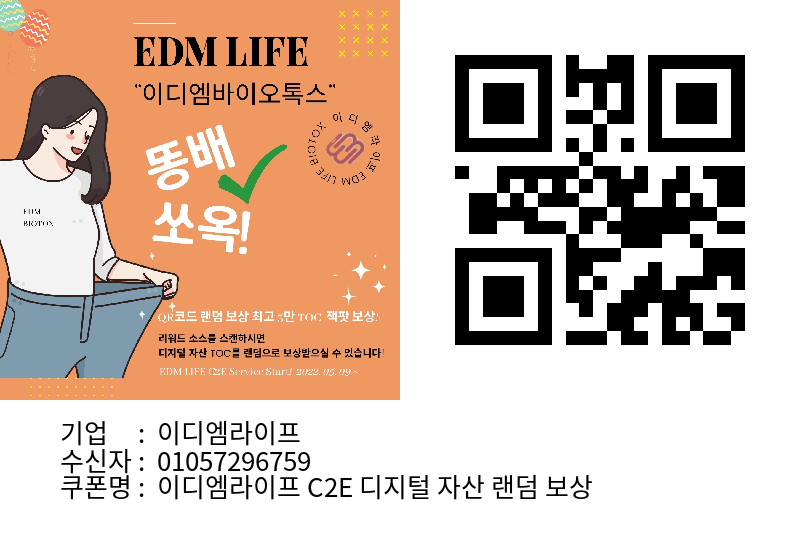 EDM LIFE
"이디엠바이오톡스"
이디엠라이프 EDM LIFE BIOTOX
똥배
쏘옥!
EDM
BIOTOX
QR코드 랜덤 보상 최고 5만 TOC 잭팟 보상!
리워드 소스를 스캔하시면
디지털 자산 TOC를 랜덤으로 보상받으실 수 있습니다!
EDM LIFE C2E Service Start! 2022. 05. 09 ~
기업 : 이디엠라이프
수신자 : 01057296759
쿠폰명 : 이디엠라이프 C2E 디지털 자산 랜덤 보상